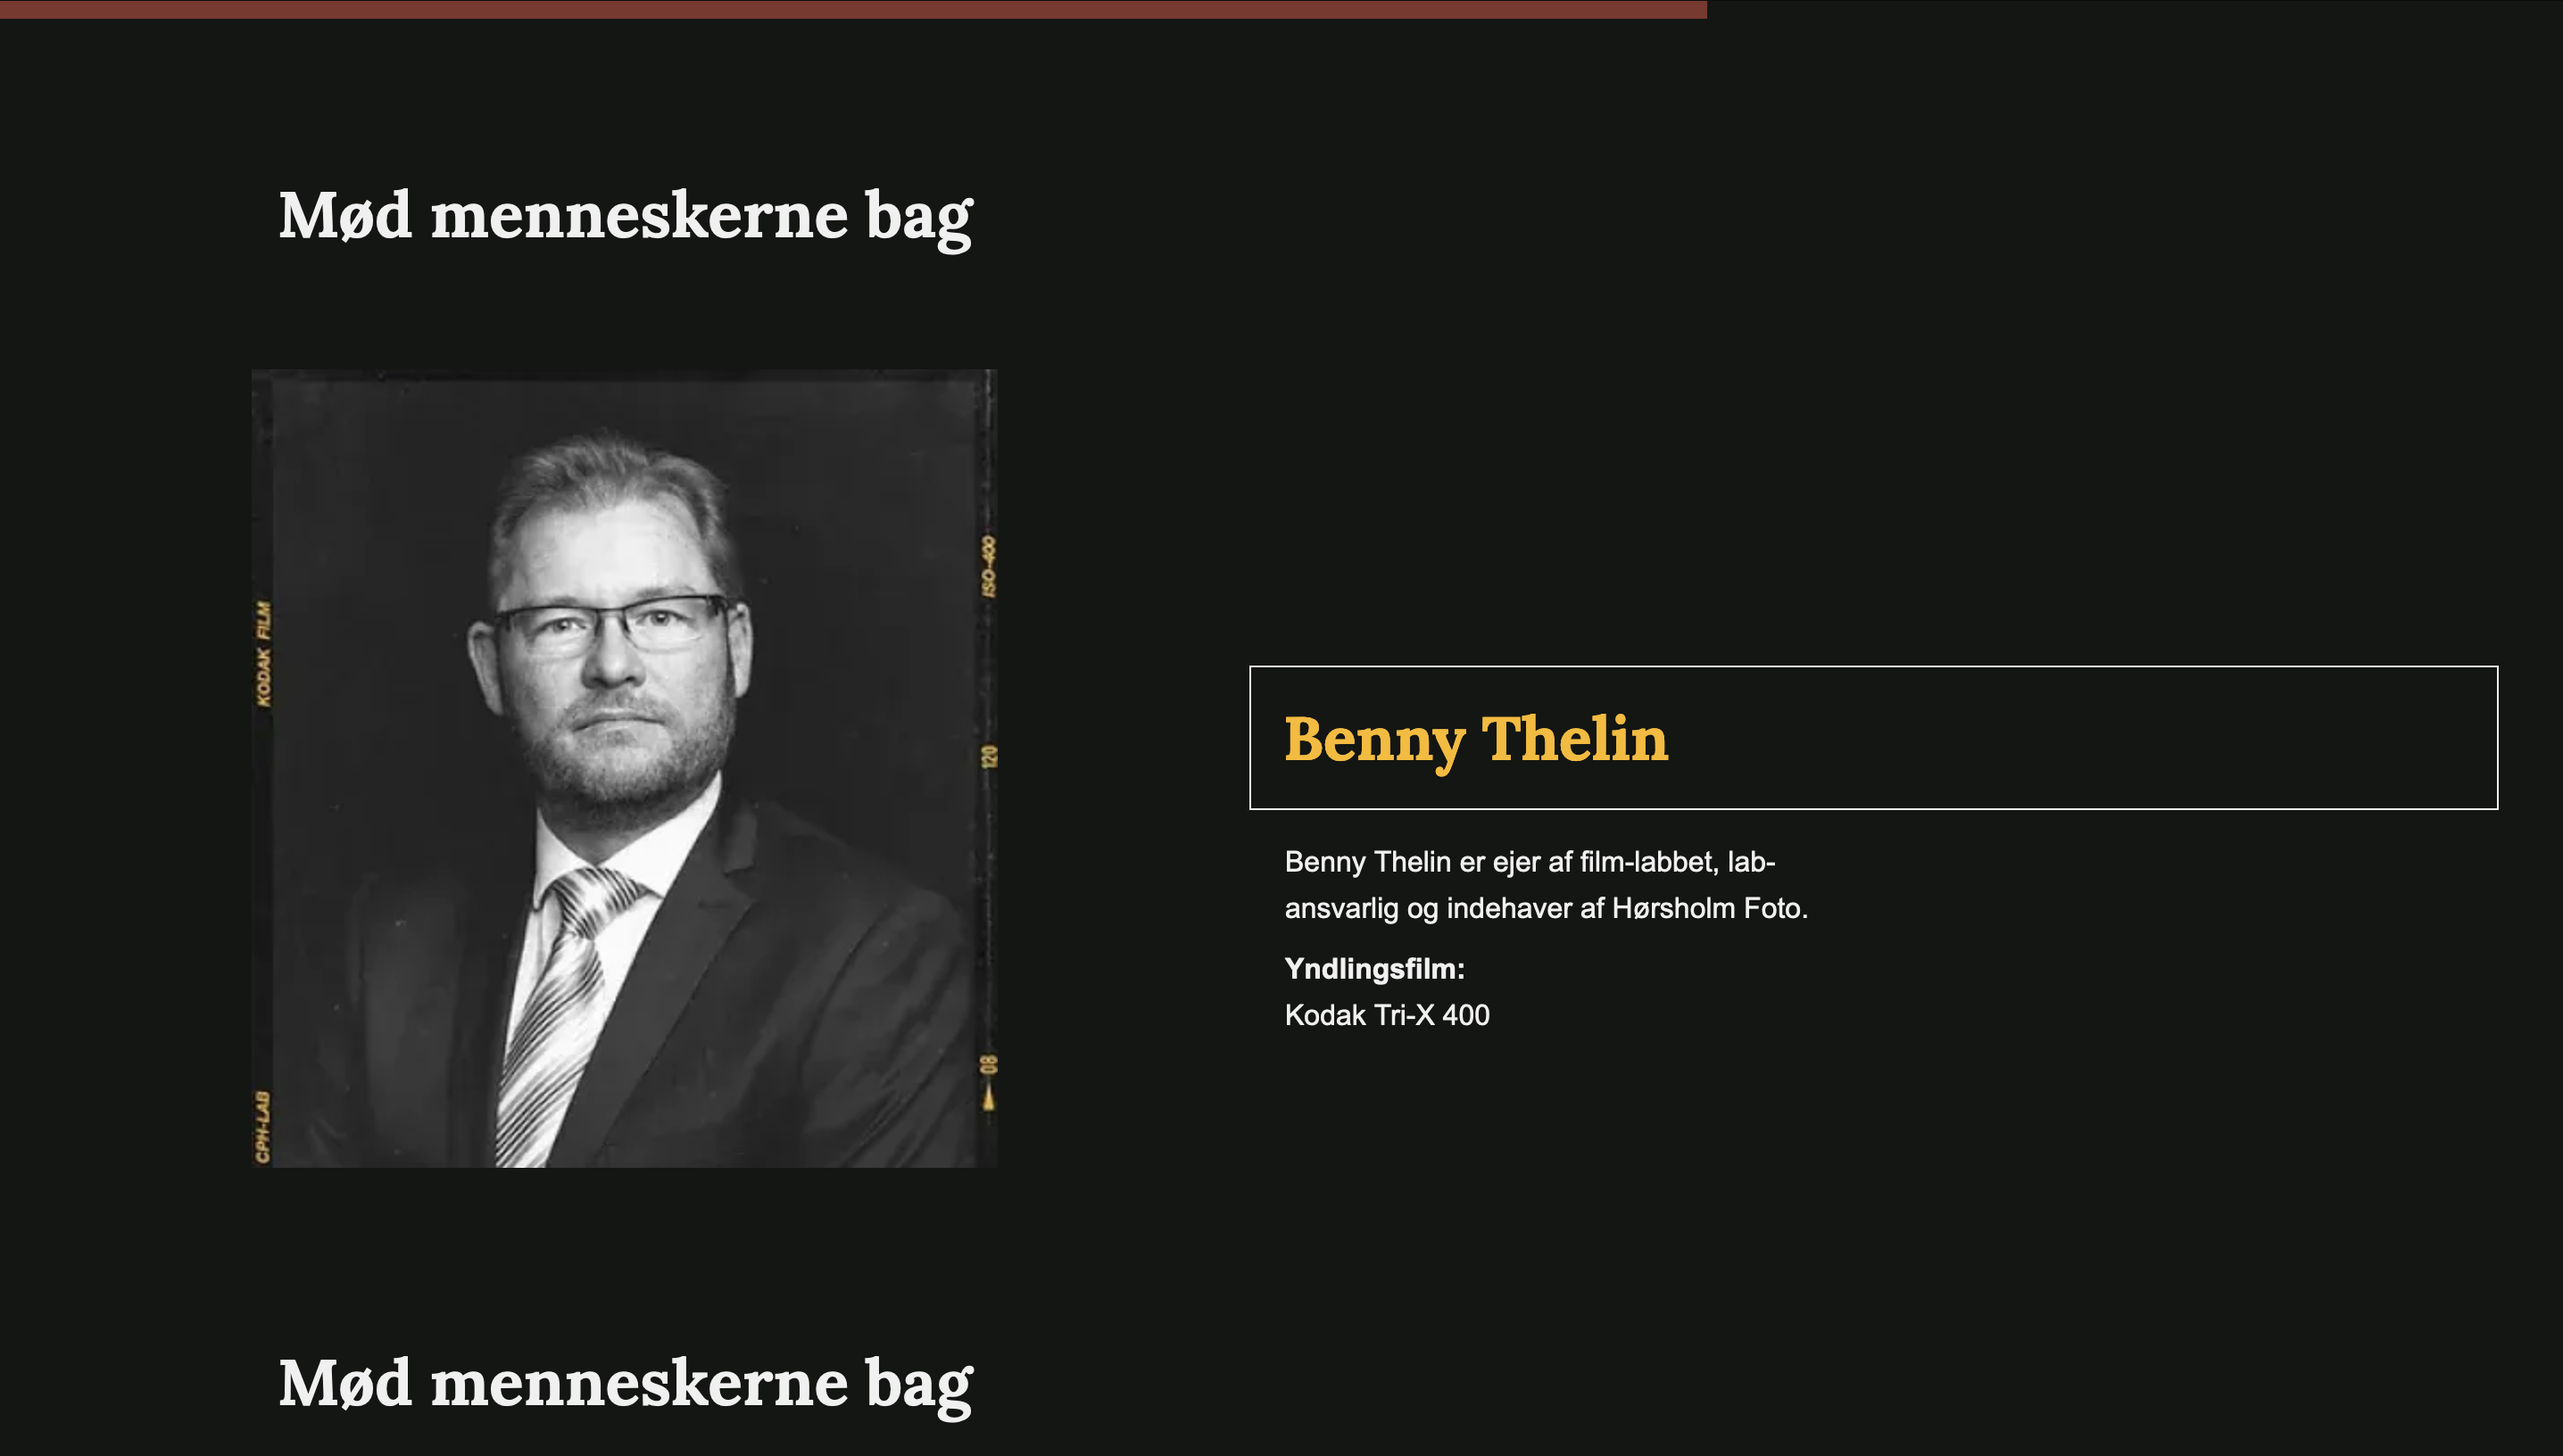 Mød menneskerne bag
KODAK FILM
CPH-LAB
ISO-400
120
08
Benny Thelin
Benny Thelin er ejer af film-labbet, lab-
ansvarlig og indehaver af Hørsholm Foto.
Yndlingsfilm:
Kodak Tri-X 400
Mød menneskerne bag